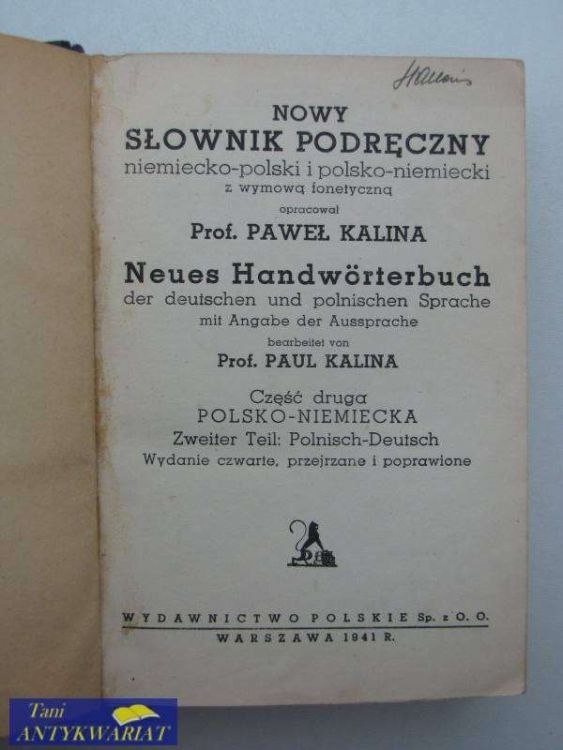 NOWY
SŁOWNIK PODRĘCZNY
niemiecko-polski i polsko-niemiecki
z wymową fonetyczną
opracował
Prof. PAWEŁ KALINA
Neues Handwörterbuch
der deutschen und polnischen Sprache
mit Angabe der Aussprache
bearbeitet von
Prof. PAUL KALINA
Część druga
POLSKO-NIEMIECKA
Zweiter Teil: Polnisch-Deutsch
Wydanie czwarte, przejrzane i poprawione
WYDAWNICTWO POLSKIE Sp. z O. O.
WARSZAWA 1941 R.
Tani
ANTYKWARIAT